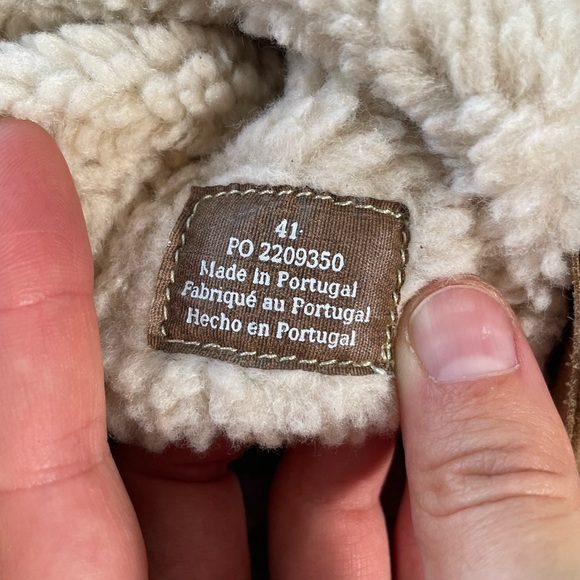 41
PO 2209350
Made in Portugal
Fabriqué au Portugal
Hecho en Portugal